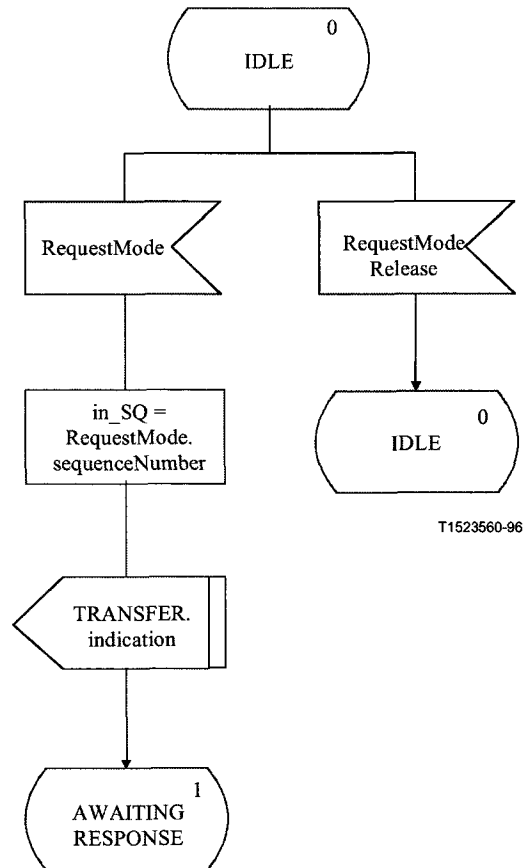 0
IDLE
RequestMode
RequestMode
Release
in_SQ =
RequestMode.
sequenceNumber
0
IDLE
T1523560-96
TRANSFER.
indication
1
AWAITING
RESPONSE